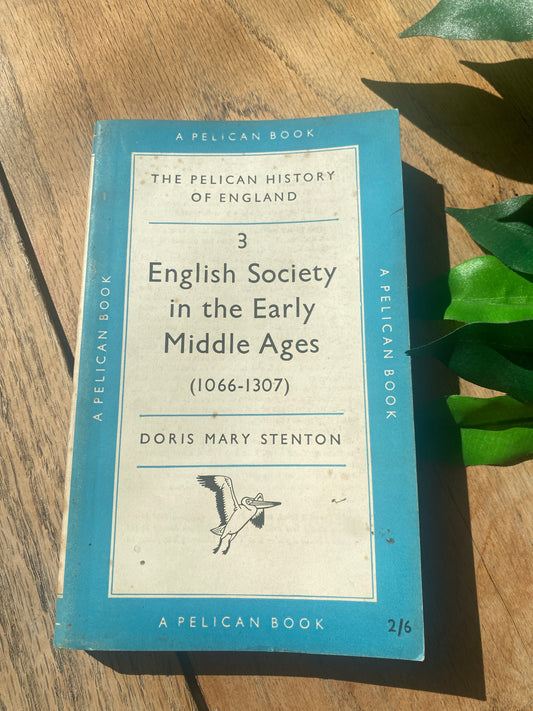 A PELICAN BOOK
THE PELICAN HISTORY
OF ENGLAND
3
English Society
in the Early
Middle Ages
(1066-1307)
DORIS MARY STENTON
A PELICAN BOOK
A PELICAN BOOK
A PELICAN BOOK
2/6